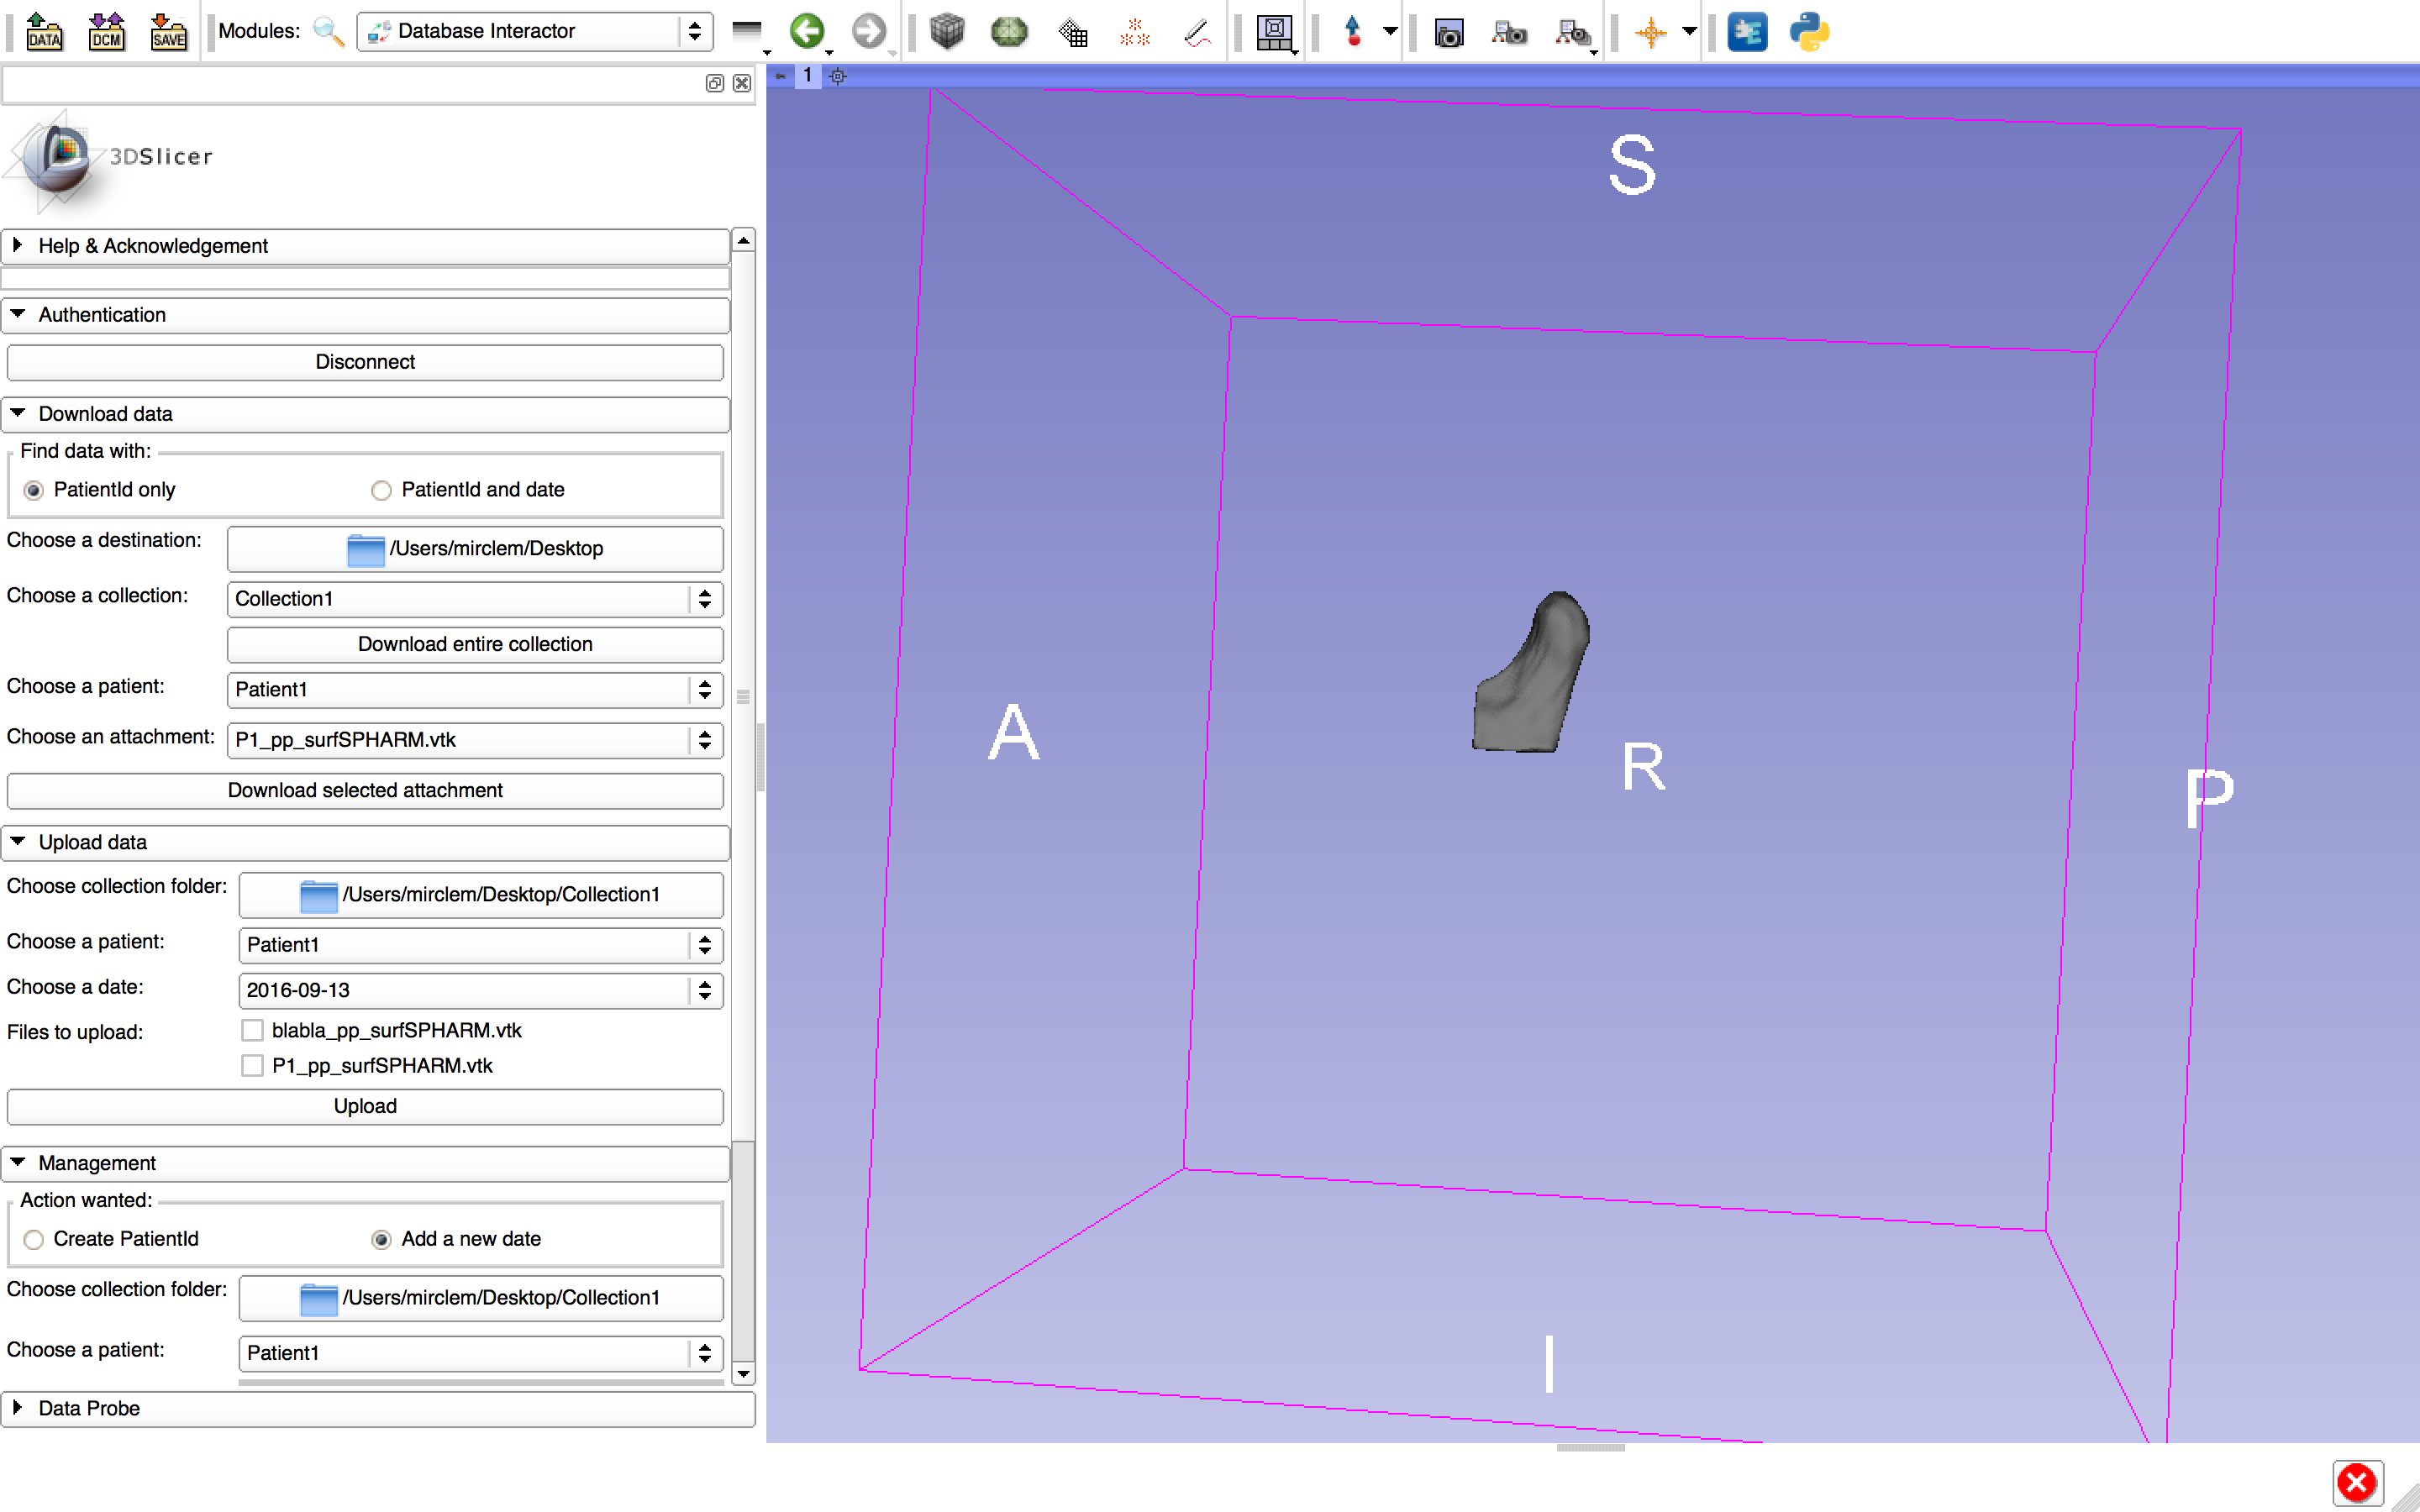 DATA DCM SAVE Modules: Database Interactor
1
3DSlicer
Help & Acknowledgement
Authentication
Disconnect
Download data
Find data with:
PatientId only PatientId and date
Choose a destination: /Users/mirclem/Desktop
Choose a collection: Collection1
Download entire collection
Choose a patient: Patient1
Choose an attachment: P1_pp_surfSPHARM.vtk
Download selected attachment
Upload data
Choose collection folder: /Users/mirclem/Desktop/Collection1
Choose a patient: Patient1
Choose a date: 2016-09-13
Files to upload: blabla_pp_surfSPHARM.vtk
P1_pp_surfSPHARM.vtk
Upload
Management
Action wanted:
Create PatientId Add a new date
Choose collection folder: /Users/mirclem/Desktop/Collection1
Choose a patient: Patient1
Data Probe
S
A
R
P
I